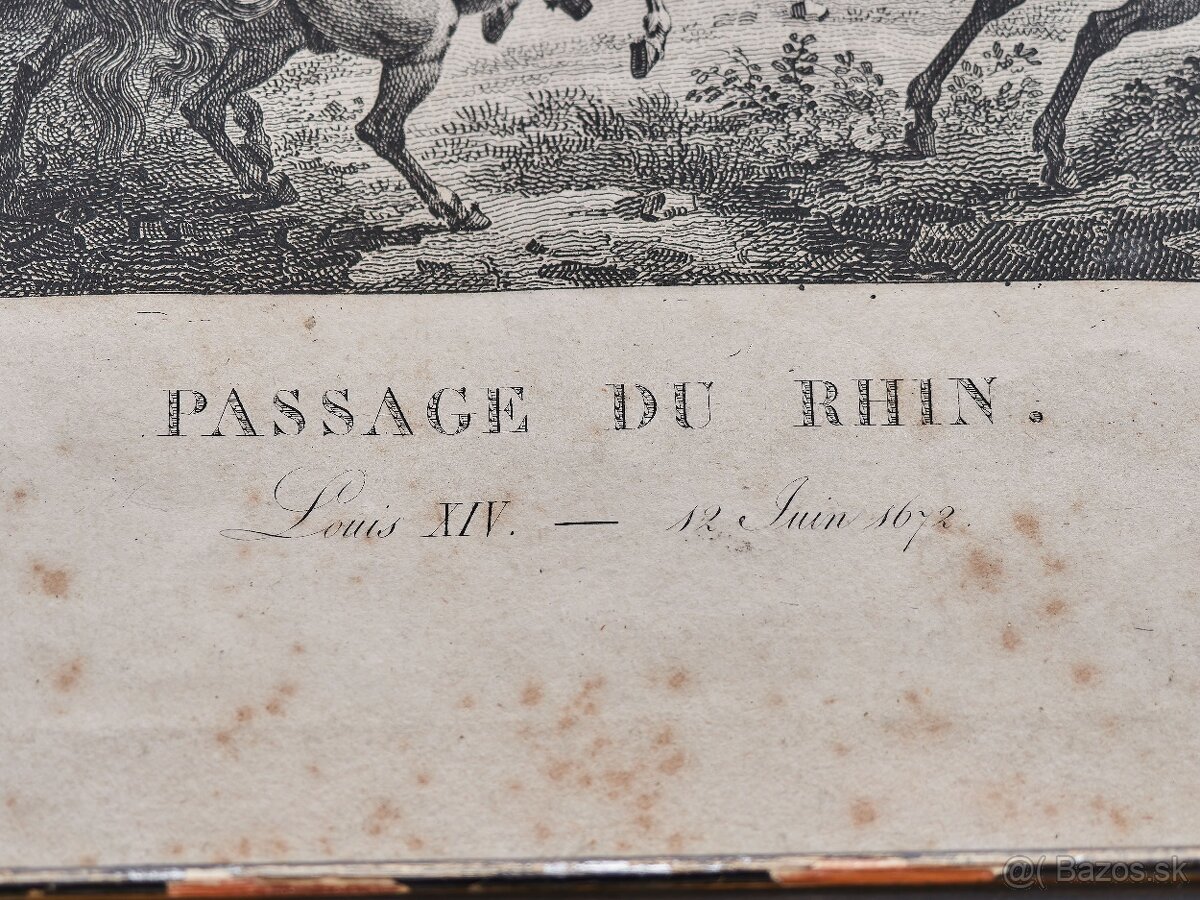 PASSAGE DU RHIN.
Louis XIV. — 12 Juin 1672.
@( Bazos.sk